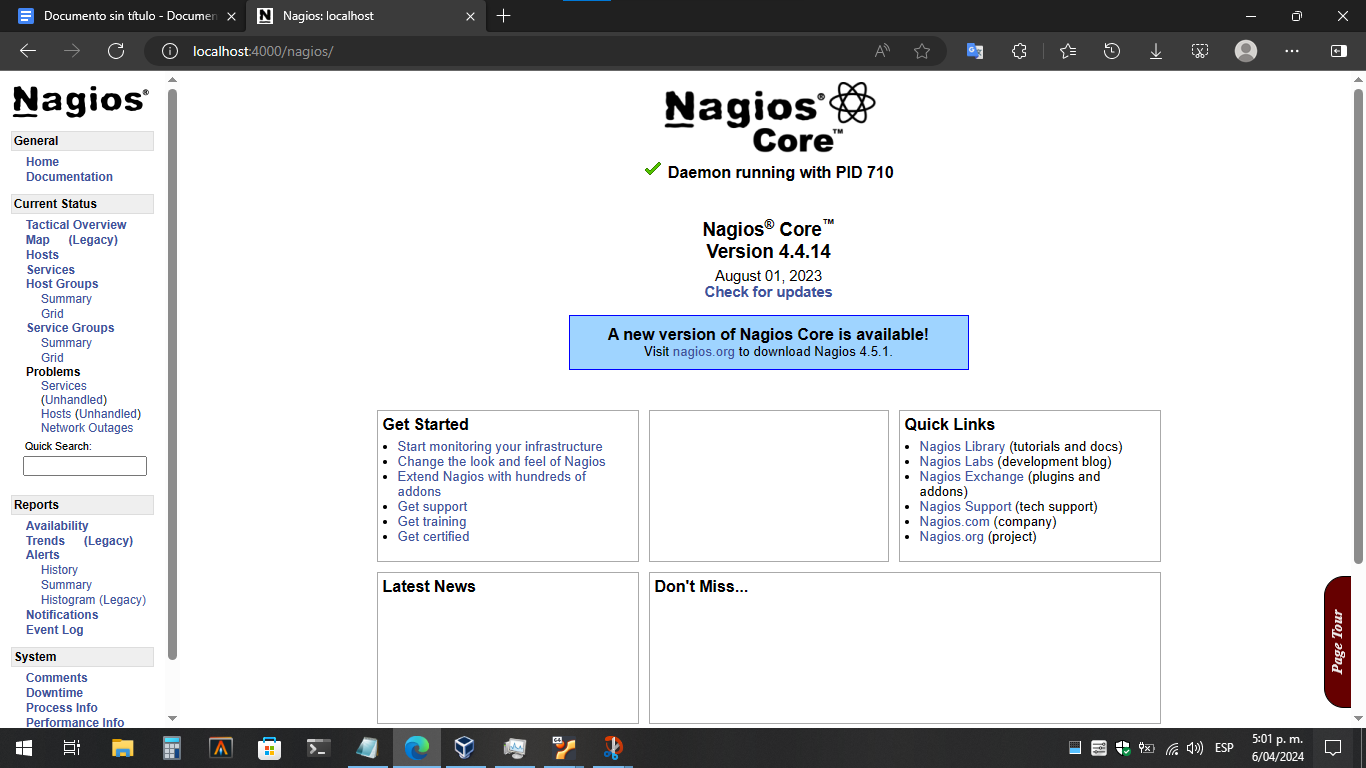 Documento sin título - Documen
Nagios: localhost
localhost:4000/nagios/
Nagios®
General
Home
Documentation
Current Status
Tactical Overview
Map (Legacy)
Hosts
Services
Host Groups
Summary
Grid
Service Groups
Summary
Grid
Problems
Services
(Unhandled)
Hosts (Unhandled)
Network Outages
Quick Search:
Reports
Availability
Trends (Legacy)
Alerts
History
Summary
Histogram (Legacy)
Notifications
Event Log
System
Comments
Downtime
Process Info
Performance Info
Nagios®
Core™
Daemon running with PID 710
Nagios® Core™
Version 4.4.14
August 01, 2023
Check for updates
A new version of Nagios Core is available!
Visit nagios.org to download Nagios 4.5.1.
Get Started
Start monitoring your infrastructure
Change the look and feel of Nagios
Extend Nagios with hundreds of
addons
Get support
Get training
Get certified
Quick Links
Nagios Library (tutorials and docs)
Nagios Labs (development blog)
Nagios Exchange (plugins and
addons)
Nagios Support (tech support)
Nagios.com (company)
Nagios.org (project)
Latest News
Don't Miss...
Page Tour
ESP
5:01 p. m.
6/04/2024